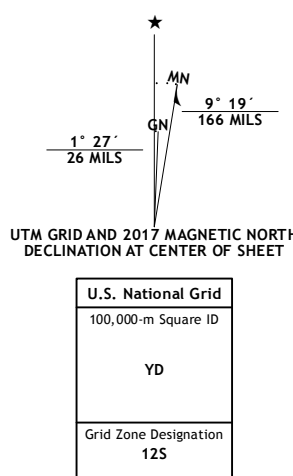 ★
MN
GN
9° 19´
166 MILS
1° 27´
26 MILS
UTM GRID AND 2017 MAGNETIC NORTH
DECLINATION AT CENTER OF SHEET
U.S. National Grid
100,000-m Square ID
YD
Grid Zone Designation
12S